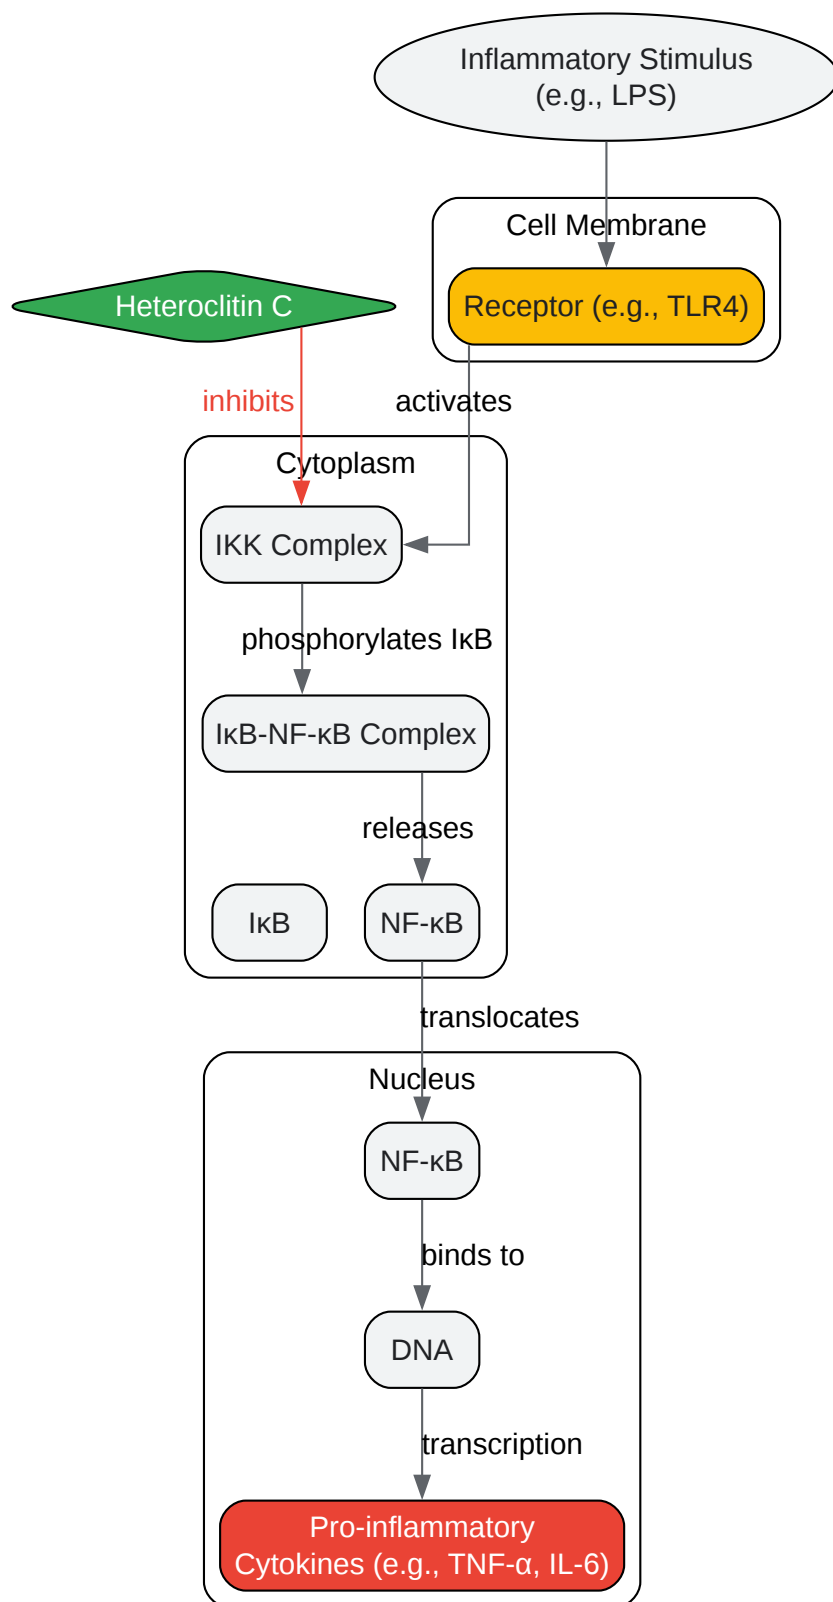 Inflammatory Stimulus
(e.g., LPS)
Cell Membrane
Receptor (e.g., TLR4)
Heteroclitin C
inhibits
activates
Cytoplasm
IKK Complex
phosphorylates IκB
IκB-NF-κB Complex
releases
IκB
NF-κB
translocates
Nucleus
NF-κB
binds to
DNA
transcription
Pro-inflammatory
Cytokines (e.g., TNF-α, IL-6)